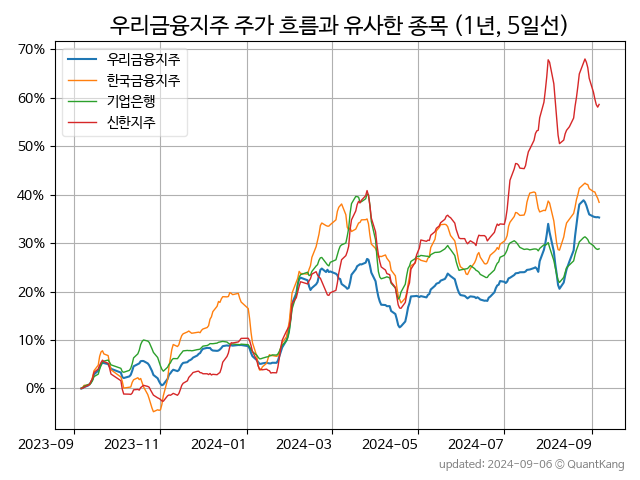 우리금융지주 주가 흐름과 유사한 종목 (1년, 5일선)
70%
60%
50%
40%
30%
20%
10%
0%
우리금융지주
한국금융지주
기업은행
신한지주
2023-09
2023-11
2024-01
2024-03
2024-05
2024-07
2024-09
updated: 2024-09-06 © QuantKang